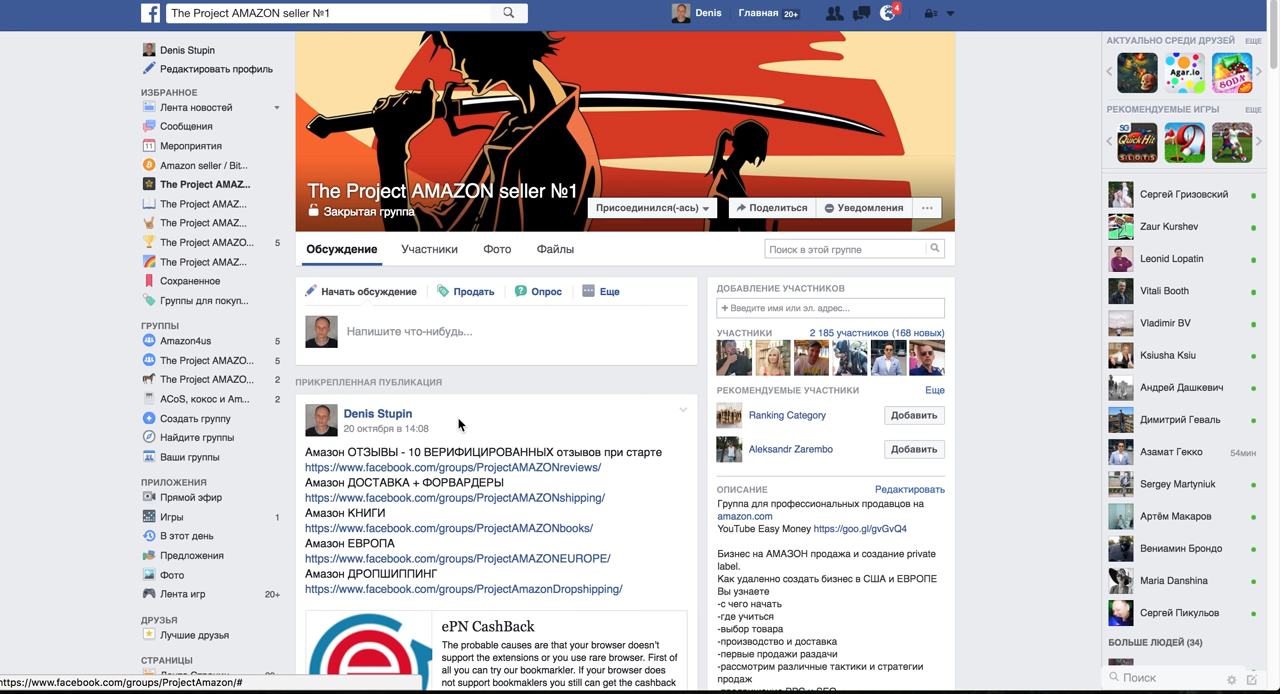 The Project AMAZON seller №1
Denis
Главная 20+
4
Denis Stupin
Редактировать профиль
ИЗБРАННОЕ
Лента новостей
Сообщения
11 Мероприятия
Amazon seller / Bit...
The Project AMAZ...
The Project AMAZ...
The Project AMAZ...
The Project AMAZO... 5
The Project AMAZ...
Сохраненное
Группы для покуп...
ГРУППЫ
Amazon4us 5
The Project AMAZO... 5
The Project AMAZO... 2
ACoS, кокос и Am... 2
Создать группу
Найдите группы
Ваши группы
ПРИЛОЖЕНИЯ
Прямой эфир
Игры 1
В этот день
Предложения
Фото
Лента игр 20+
ДРУЗЬЯ
Лучшие друзья
СТРАНИЦЫ
https://www.facebook.com/groups/ProjectAmazon/#
The Project AMAZON seller №1
Закрытая группа
Присоединился(-ась)
Поделиться
Уведомления
Обсуждение Участники Фото Файлы
Поиск в этой группе
Начать обсуждение Продать Опрос Еще
Напишите что-нибудь...
ПРИКРЕПЛЕННАЯ ПУБЛИКАЦИЯ
Denis Stupin
20 октября в 14:08
Амазон ОТЗЫВЫ - 10 ВЕРИФИЦИРОВАННЫХ отзывов при старте
https://www.facebook.com/groups/ProjectAMAZONreviews/
Амазон ДОСТАВКА + ФОРВАРДЕРЫ
https://www.facebook.com/groups/ProjectAMAZONshipping/
Амазон КНИГИ
https://www.facebook.com/groups/ProjectAMAZONbooks/
Амазон ЕВРОПА
https://www.facebook.com/groups/ProjectAMAZONEUROPE/
Амазон ДРОПШИППИНГ
https://www.facebook.com/groups/ProjectAmazonDropshipping/
ePN CashBack
The probable causes are that your browser doesn't
support the extensions or you use rare browser. First of
all you can try our bookmarkler. If your browser does
not support bookmaklers you still can get the cashback
ДОБАВЛЕНИЕ УЧАСТНИКОВ
+ Введите имя или эл. адрес...
УЧАСТНИКИ 2 185 участников (168 новых)
РЕКОМЕНДУЕМЫЕ УЧАСТНИКИ Еще
Ranking Category Добавить
Aleksandr Zarembo Добавить
ОПИСАНИЕ Редактировать
Группа для профессиональных продавцов на
amazon.com
YouTube Easy Money https://goo.gl/gvGvQ4
Бизнес на АМАЗОН продажа и создание private
label.
Как удаленно создать бизнес в США и ЕВРОПЕ
Вы узнаете
-с чего начать
-где учиться
-выбор товара
-производство и доставка
-первые продажи раздачи
-рассмотрим различные тактики и стратегии
продаж
АКТУАЛЬНО СРЕДИ ДРУЗЕЙ ЕЩЕ
Agar.io
SODA
РЕКОМЕНДУЕМЫЕ ИГРЫ ЕЩЕ
QuickHit
SLOTS
Сергей Гризовский
Zaur Kurshev
Leonid Lopatin
Vitali Booth
Vladimir BV
Ksiusha Ksiu
Андрей Дашкевич
Димитрий Геваль
Азамат Гекко 54мин
Sergey Martyniuk
Артём Макаров
Вениамин Брондо
Maria Danshina
Сергей Пикульов
БОЛЬШЕ ЛЮДЕЙ (34)
Поиск